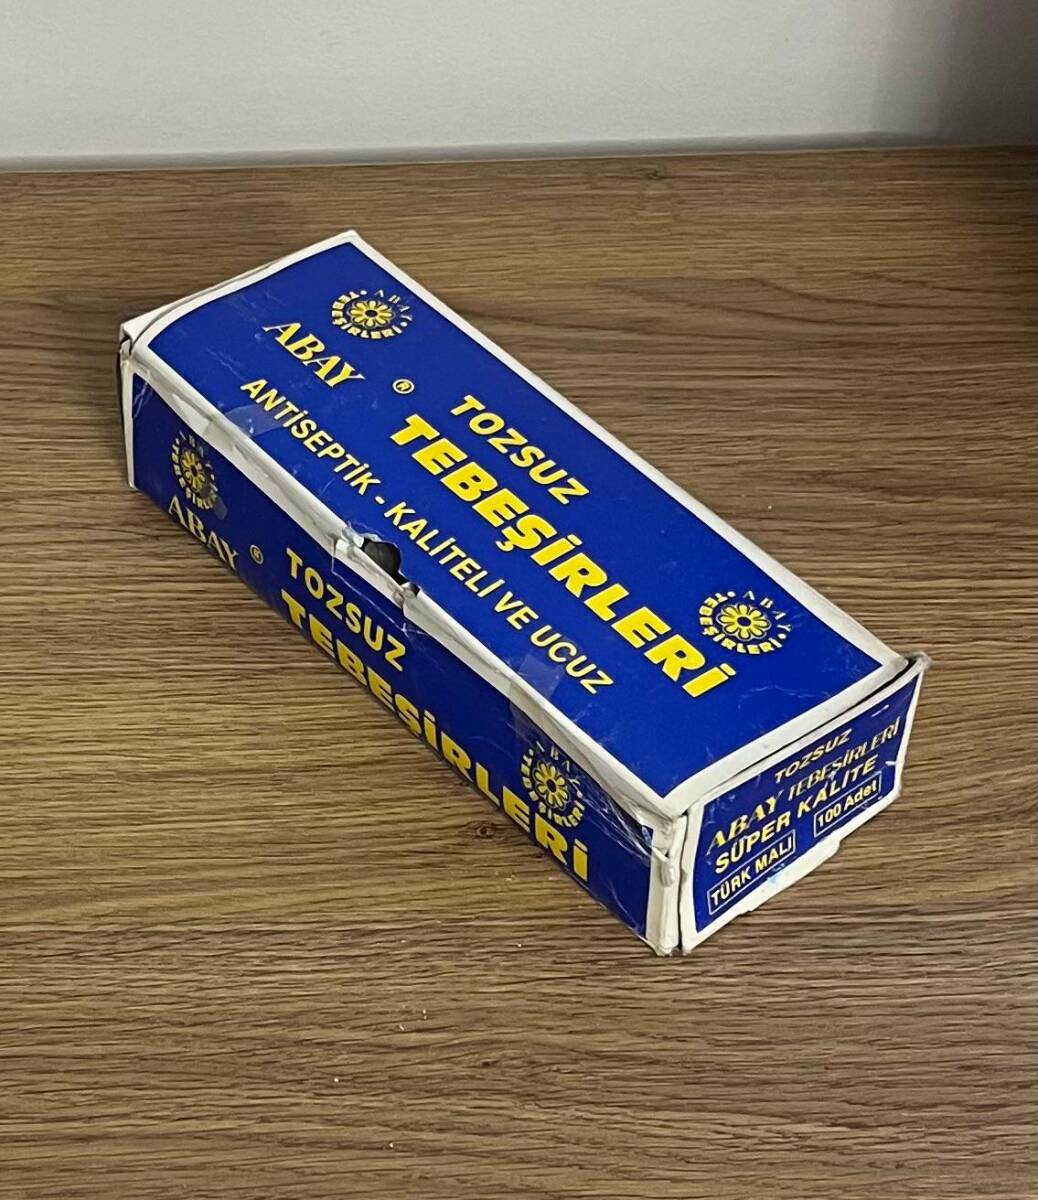 ABAY
TEBEŞİRLERİ
ABAY ®
TOZSUZ
TEBEŞİRLERİ
ANTİSEPTİK - KALİTELİ VE UCUZ
ABAY
TEBEŞİRLERİ
ABAY
TEBEŞİRLERİ
ABAY ®
TOZSUZ
TEBEŞİRLERİ
ABAY
TEBEŞİRLERİ
TOZSUZ
ABAY TEBEŞİRLERİ
SÜPER KALİTE
TÜRK MALI 100 Adet